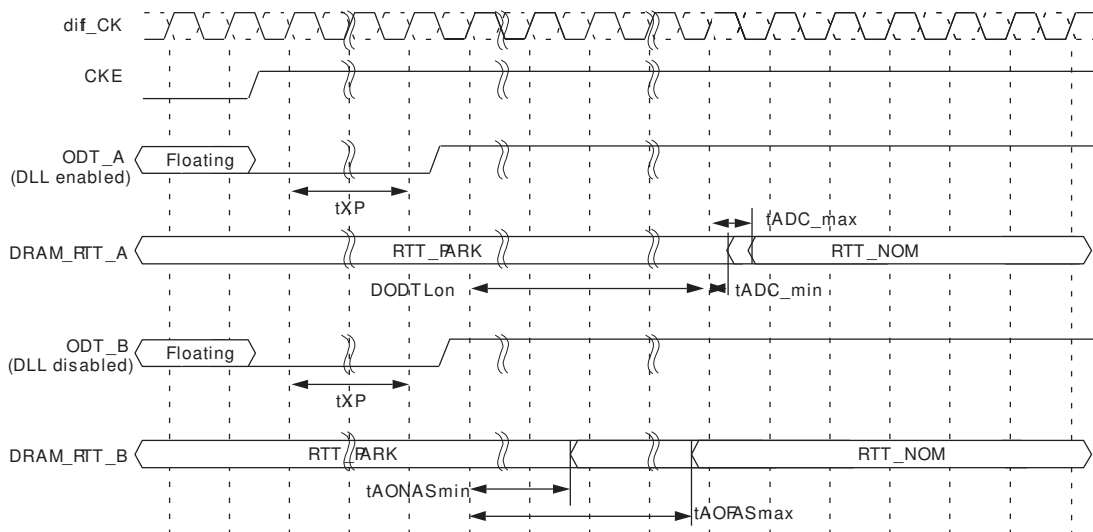 dif_CK
CKE
ODT_A
(DLL enabled)
Floating
tXP
tADC_max
DRAM_RTT_A
RTT_PARK
RTT_NOM
DODTLon
tADC_min
ODT_B
(DLL disabled)
Floating
tXP
DRAM_RTT_B
RTT_PARK
RTT_NOM
tAONASmin
tAOFASmax